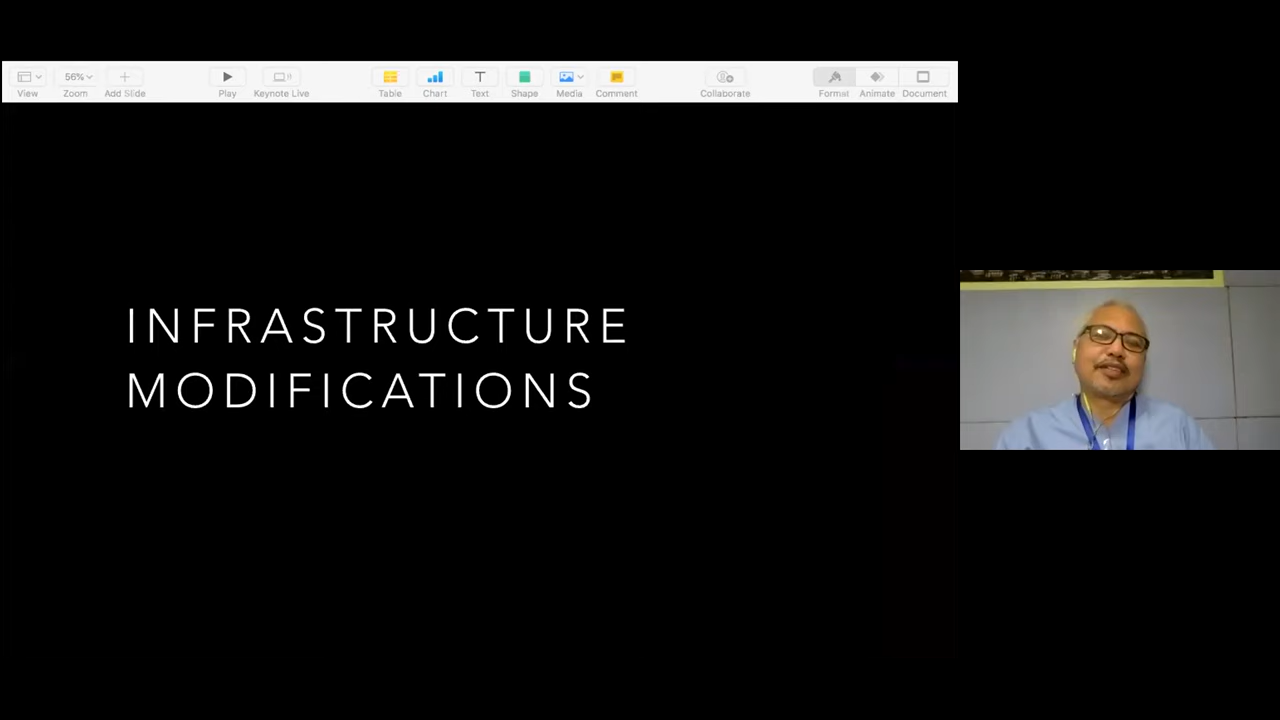 56%
View
Zoom
Add Slide
Play
Keynote Live
Table
Chart
Text
Shape
Media
Comment
Collaborate
Format
Animate
Document
INFRASTRUCTURE
MODIFICATIONS